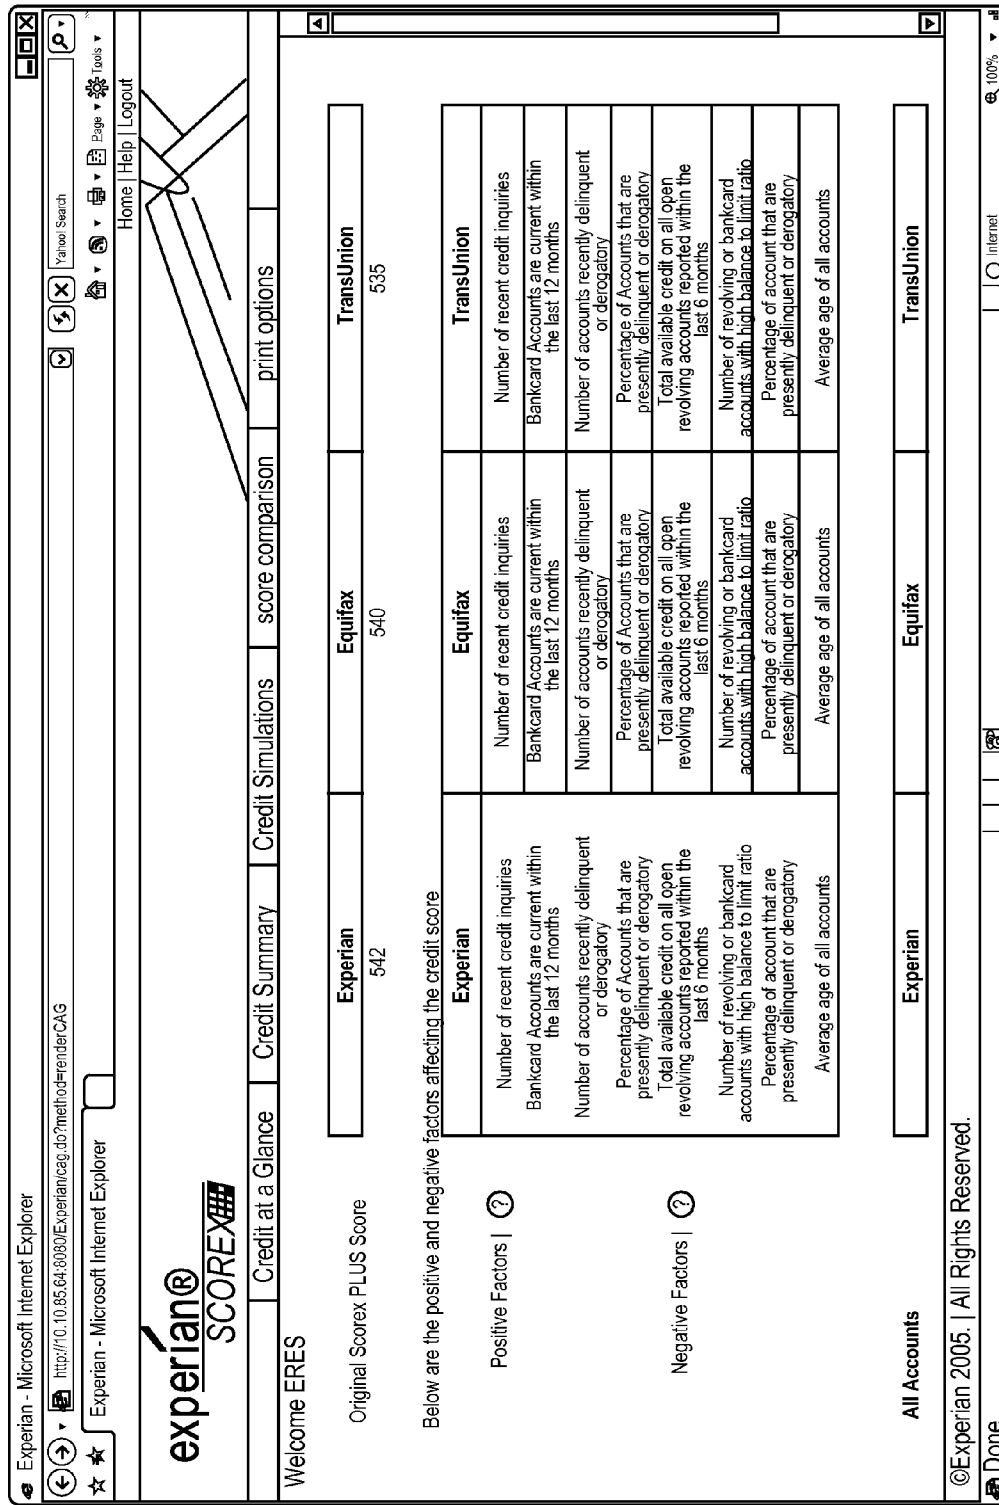 Experian - Microsoft Internet Explorer
http://10.10.85.64:8080/Experian/cag.do?method=renderCAG
Yahoo! Search
Experian - Microsoft Internet Explorer
Page
Tools
Home | Help | Logout
experian®
SCOREX
Credit at a Glance
Credit Summary
Credit Simulations
score comparison
print options
Welcome ERES
Experian
Equifax
TransUnion
Original Scorex PLUS Score
542
540
535
Below are the positive and negative factors affecting the credit score
Experian
Equifax
TransUnion
Positive Factors | ?
Number of recent credit inquiries
Number of recent credit inquiries
Number of recent credit inquiries
Bankcard Accounts are current within
the last 12 months
Bankcard Accounts are current within
the last 12 months
Bankcard Accounts are current within
the last 12 months
Number of accounts recently delinquent
or derogatory
Number of accounts recently delinquent
or derogatory
Number of accounts recently delinquent
or derogatory
Percentage of Accounts that are
presently delinquent or derogatory
Percentage of Accounts that are
presently delinquent or derogatory
Percentage of Accounts that are
presently delinquent or derogatory
Negative Factors | ?
Total available credit on all open
revolving accounts reported within the
last 6 months
Total available credit on all open
revolving accounts reported within the
last 6 months
Total available credit on all open
revolving accounts reported within the
last 6 months
Number of revolving or bankcard
accounts with high balance to limit ratio
Number of revolving or bankcard
accounts with high balance to limit ratio
Number of revolving or bankcard
accounts with high balance to limit ratio
Percentage of account that are
presently delinquent or derogatory
Percentage of account that are
presently delinquent or derogatory
Percentage of account that are
presently delinquent or derogatory
Average age of all accounts
Average age of all accounts
Average age of all accounts
All Accounts
Experian
Equifax
TransUnion
©Experian 2005. | All Rights Reserved.
Done
Internet
100%